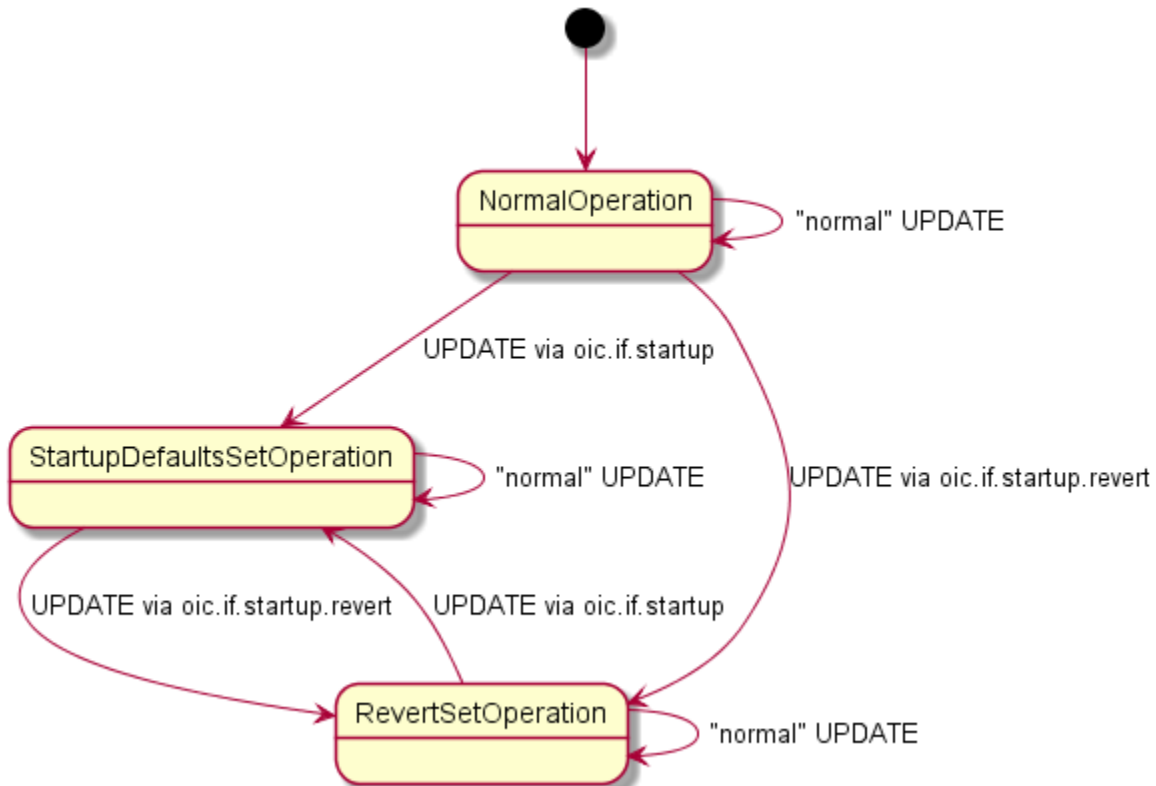 NormalOperation
"normal" UPDATE
UPDATE via oic.if.startup
StartupDefaultsSetOperation
"normal" UPDATE
UPDATE via oic.if.startup.revert
UPDATE via oic.if.startup.revert
UPDATE via oic.if.startup
RevertSetOperation
"normal" UPDATE